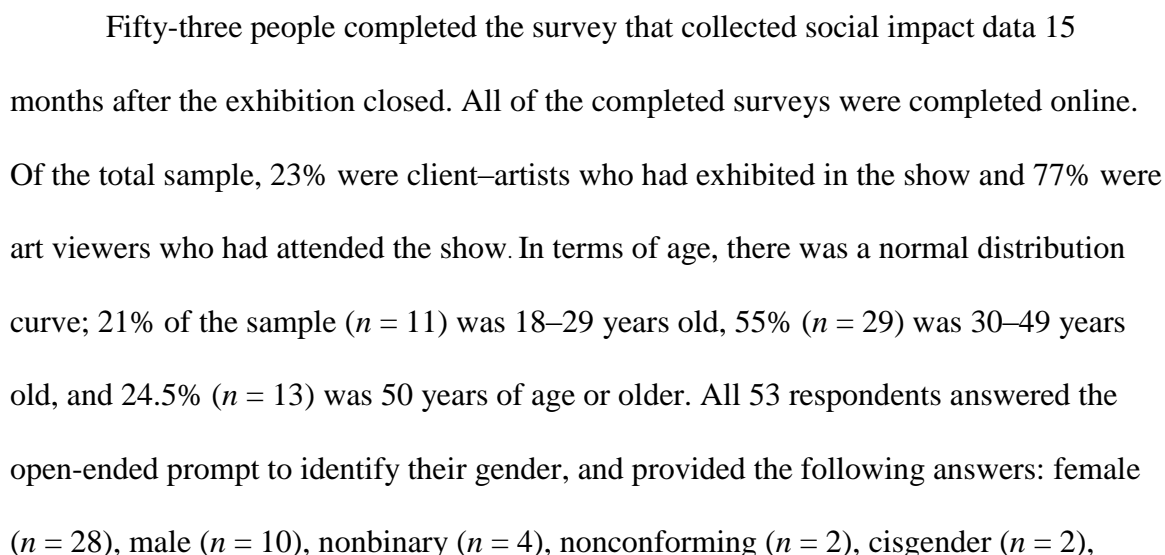 Fifty-three people completed the survey that collected social impact data 15
months after the exhibition closed. All of the completed surveys were completed online.
Of the total sample, 23% were client–artists who had exhibited in the show and 77% were
art viewers who had attended the show. In terms of age, there was a normal distribution
curve; 21% of the sample (n = 11) was 18–29 years old, 55% (n = 29) was 30–49 years
old, and 24.5% (n = 13) was 50 years of age or older. All 53 respondents answered the
open-ended prompt to identify their gender, and provided the following answers: female
(n = 28), male (n = 10), nonbinary (n = 4), nonconforming (n = 2), cisgender (n = 2),